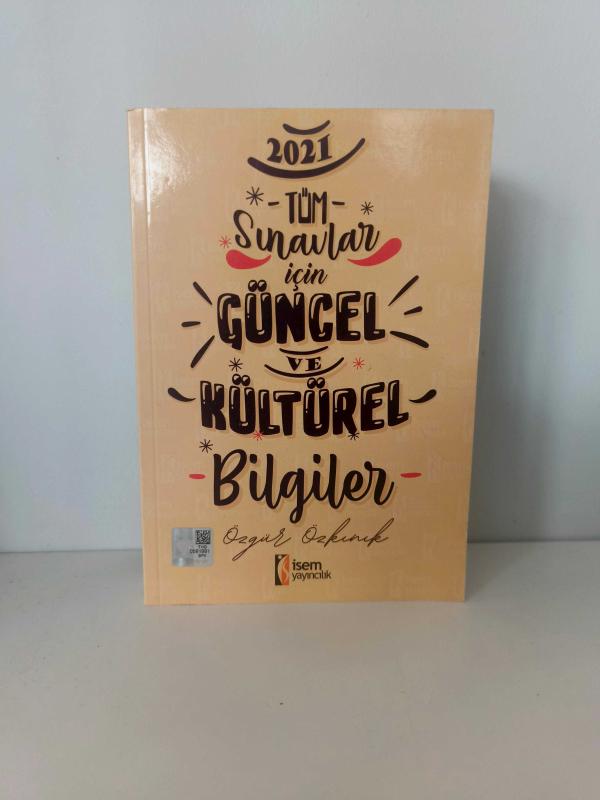 2021
TÜM
Sınavlar
için
GÜNCEL
VE
KÜLTÜREL
Bilgiler
Özgür Özkınık
isem
yayıncılık